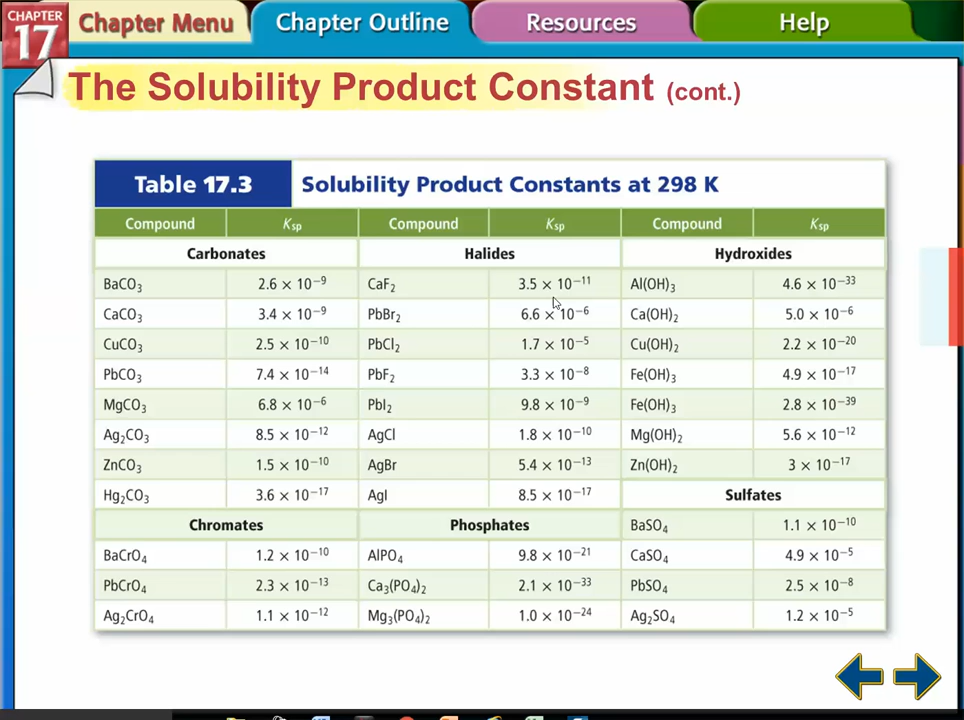 CHAPTER
17
Chapter Menu
Chapter Outline
Resources
Help
The Solubility Product Constant (cont.)
Table 17.3 Solubility Product Constants at 298 K
Compound Ksp Compound Ksp Compound Ksp
Carbonates Halides Hydroxides
BaCO₃ 2.6 × 10⁻⁹ CaF₂ 3.5 × 10⁻¹¹ Al(OH)₃ 4.6 × 10⁻³³
CaCO₃ 3.4 × 10⁻⁹ PbBr₂ 6.6 × 10⁻⁶ Ca(OH)₂ 5.0 × 10⁻⁶
CuCO₃ 2.5 × 10⁻¹⁰ PbCl₂ 1.7 × 10⁻⁵ Cu(OH)₂ 2.2 × 10⁻²⁰
PbCO₃ 7.4 × 10⁻¹⁴ PbF₂ 3.3 × 10⁻⁸ Fe(OH)₃ 4.9 × 10⁻¹⁷
MgCO₃ 6.8 × 10⁻⁶ PbI₂ 9.8 × 10⁻⁹ Fe(OH)₃ 2.8 × 10⁻³⁹
Ag₂CO₃ 8.5 × 10⁻¹² AgCl 1.8 × 10⁻¹⁰ Mg(OH)₂ 5.6 × 10⁻¹²
ZnCO₃ 1.5 × 10⁻¹⁰ AgBr 5.4 × 10⁻¹³ Zn(OH)₂ 3 × 10⁻¹⁷
Hg₂CO₃ 3.6 × 10⁻¹⁷ AgI 8.5 × 10⁻¹⁷ Sulfates
Chromates Phosphates BaSO₄ 1.1 × 10⁻¹⁰
BaCrO₄ 1.2 × 10⁻¹⁰ AlPO₄ 9.8 × 10⁻²¹ CaSO₄ 4.9 × 10⁻⁵
PbCrO₄ 2.3 × 10⁻¹³ Ca₃(PO₄)₂ 2.1 × 10⁻³³ PbSO₄ 2.5 × 10⁻⁸
Ag₂CrO₄ 1.1 × 10⁻¹² Mg₃(PO₄)₂ 1.0 × 10⁻²⁴ Ag₂SO₄ 1.2 × 10⁻⁵